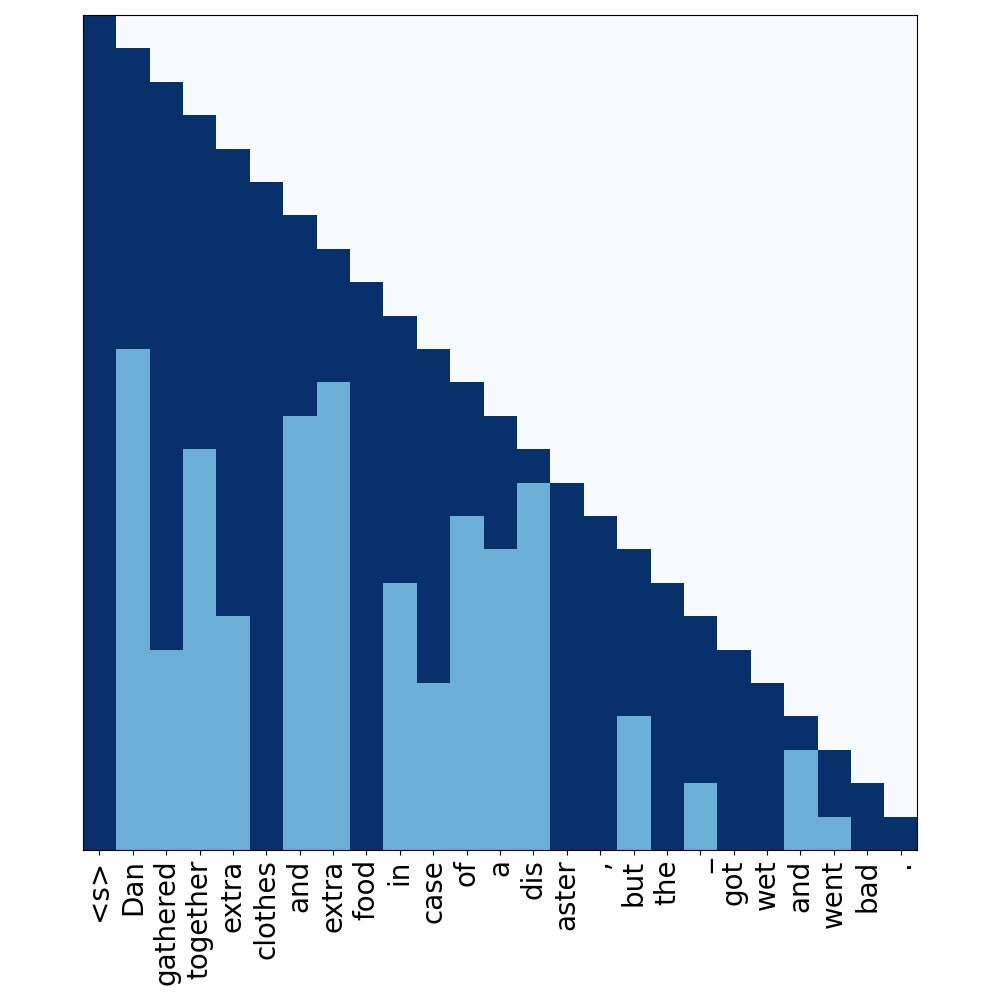 <s>
Dan
gathered
together
extra
clothes
and
extra
food
in
case
of
a
dis
aster
,
but
the
_
got
wet
and
went
bad
.